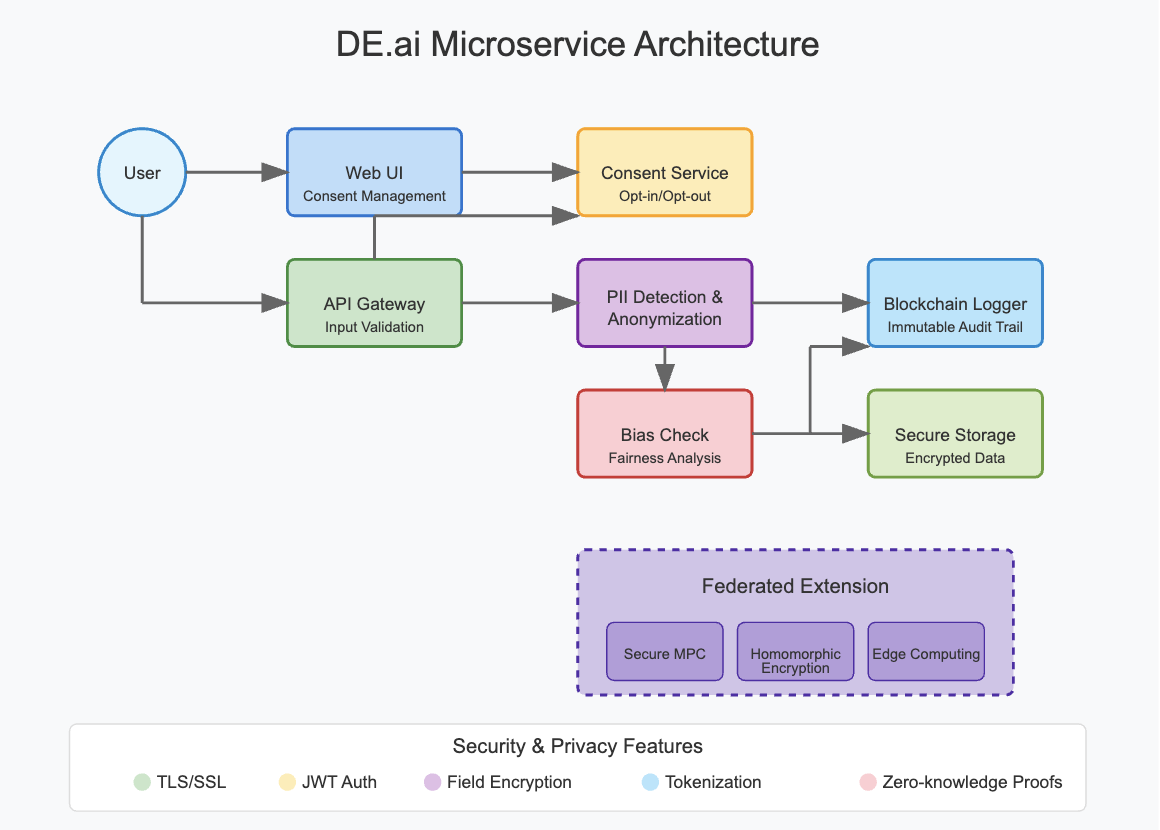 DE.ai Microservice Architecture
User
Web UI
Consent Management
Consent Service
Opt-in/Opt-out
API Gateway
Input Validation
PII Detection &
Anonymization
Blockchain Logger
Immutable Audit Trail
Bias Check
Fairness Analysis
Secure Storage
Encrypted Data
Federated Extension
Secure MPC
Homomorphic
Encryption
Edge Computing
Security & Privacy Features
TLS/SSL
JWT Auth
Field Encryption
Tokenization
Zero-knowledge Proofs